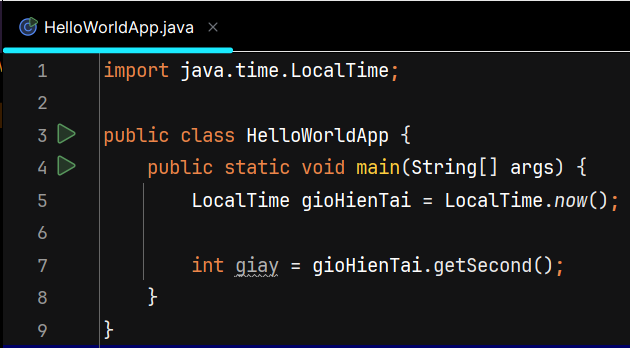 HelloWorldApp.java
1 import java.time.LocalTime;
2
3 public class HelloWorldApp {
4 public static void main(String[] args) {
5 LocalTime gioHienTai = LocalTime.now();
6
7 int giay = gioHienTai.getSecond();
8 }
9 }